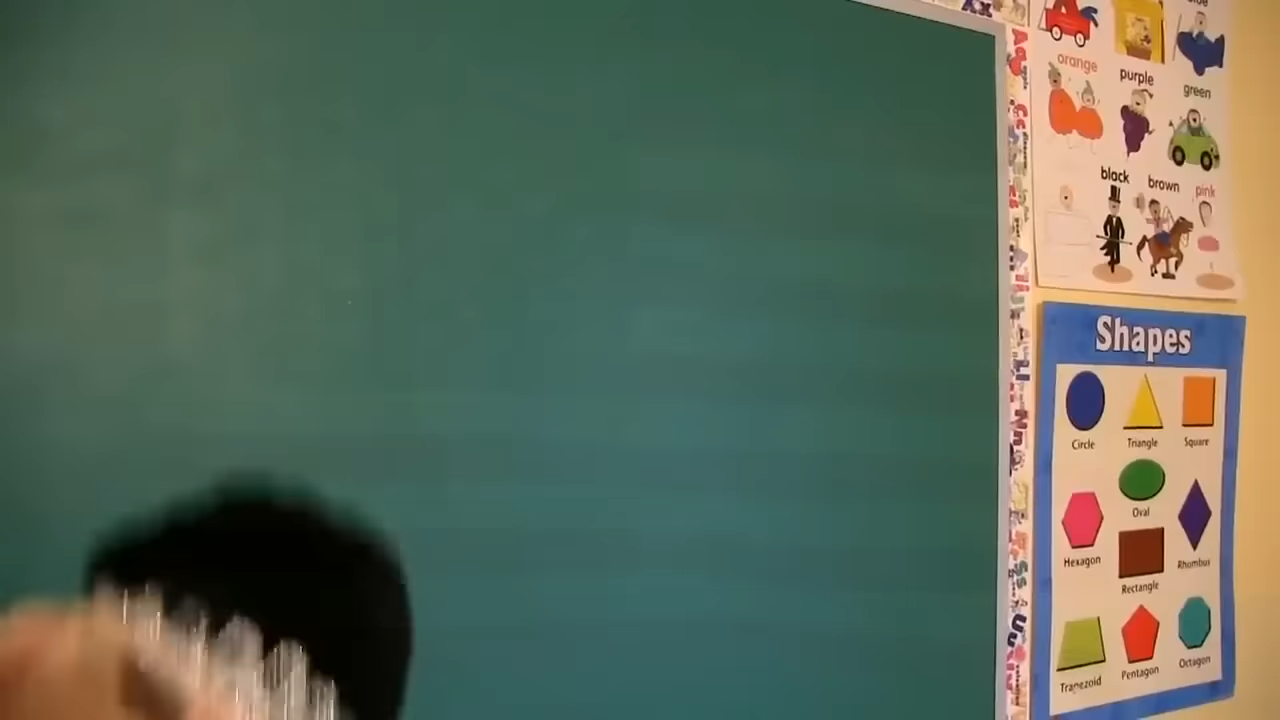 orange
purple
green
black
brown
pink
Shapes
Circle
Triangle
Square
Oval
Hexagon
Rhombus
Rectangle
Trapezoid
Pentagon
Octagon